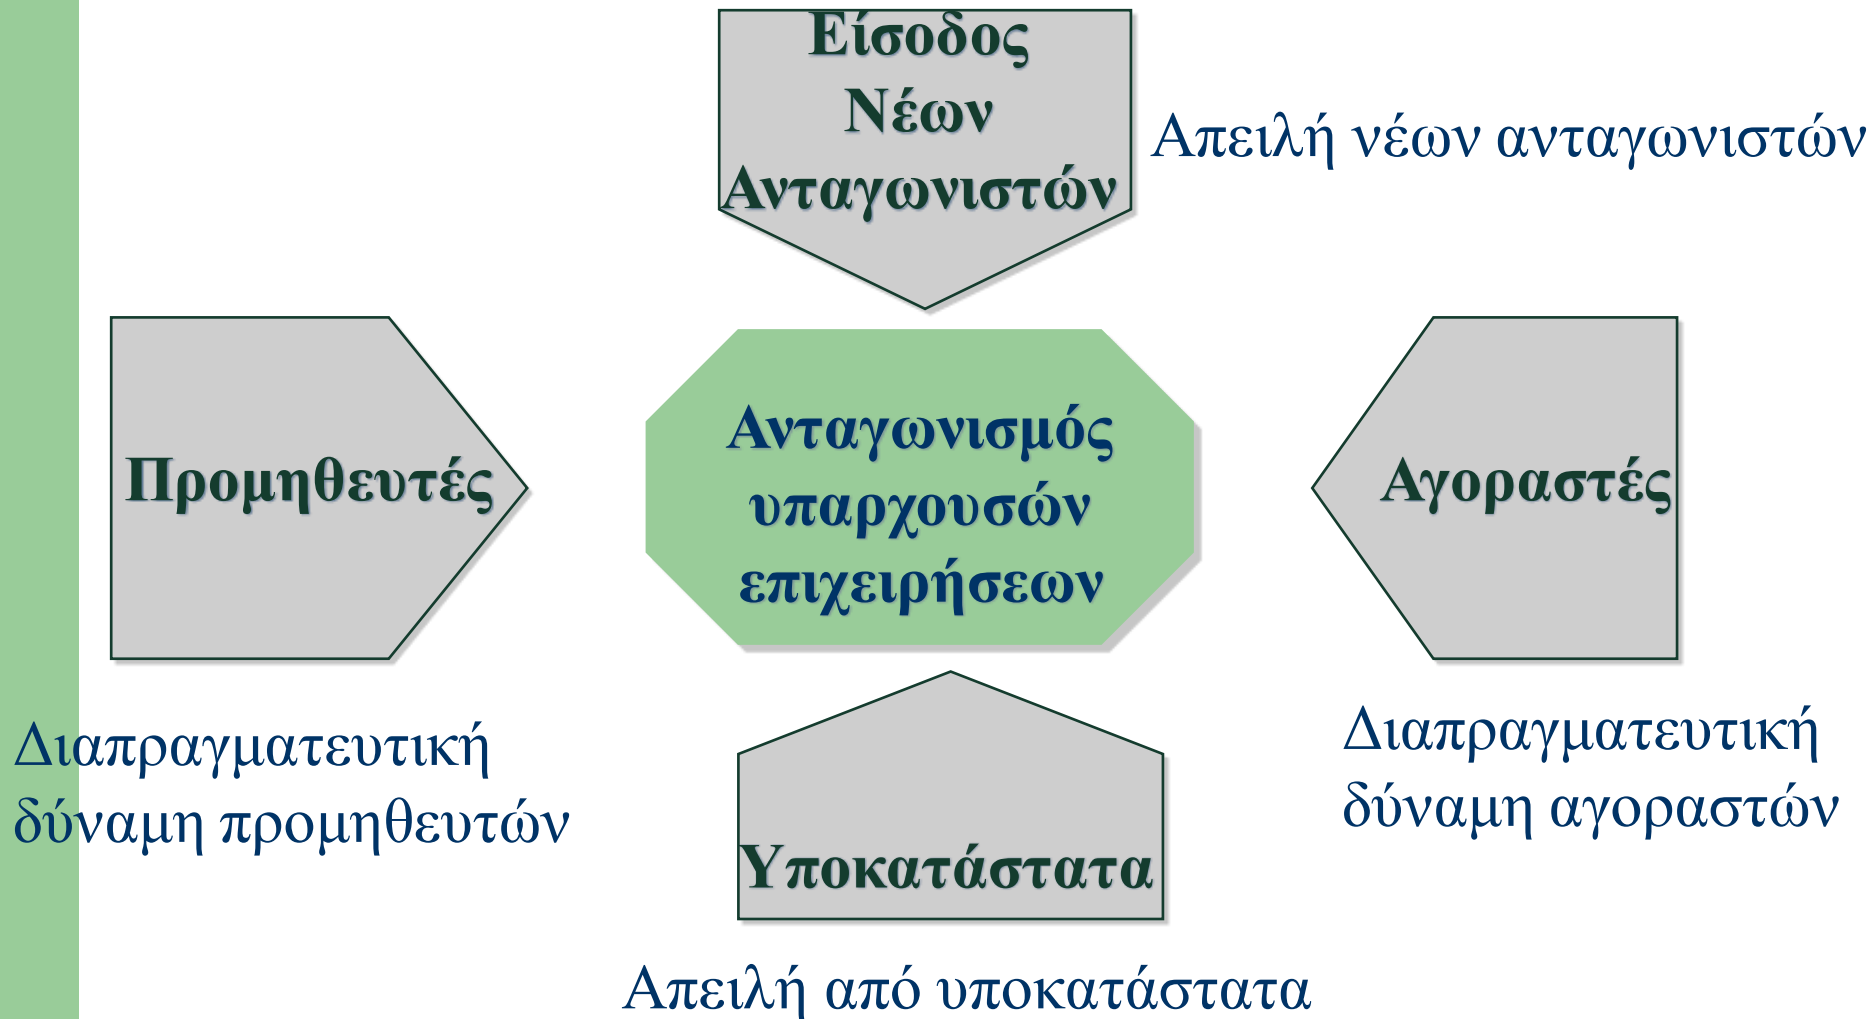 Είσοδος
Νέων
Ανταγωνιστών
Απειλή νέων ανταγωνιστών
Προμηθευτές
Ανταγωνισμός
υπαρχουσών
επιχειρήσεων
Αγοραστές
Διαπραγματευτική
δύναμη προμηθευτών
Διαπραγματευτική
δύναμη αγοραστών
Υποκατάστατα
Απειλή από υποκατάστατα